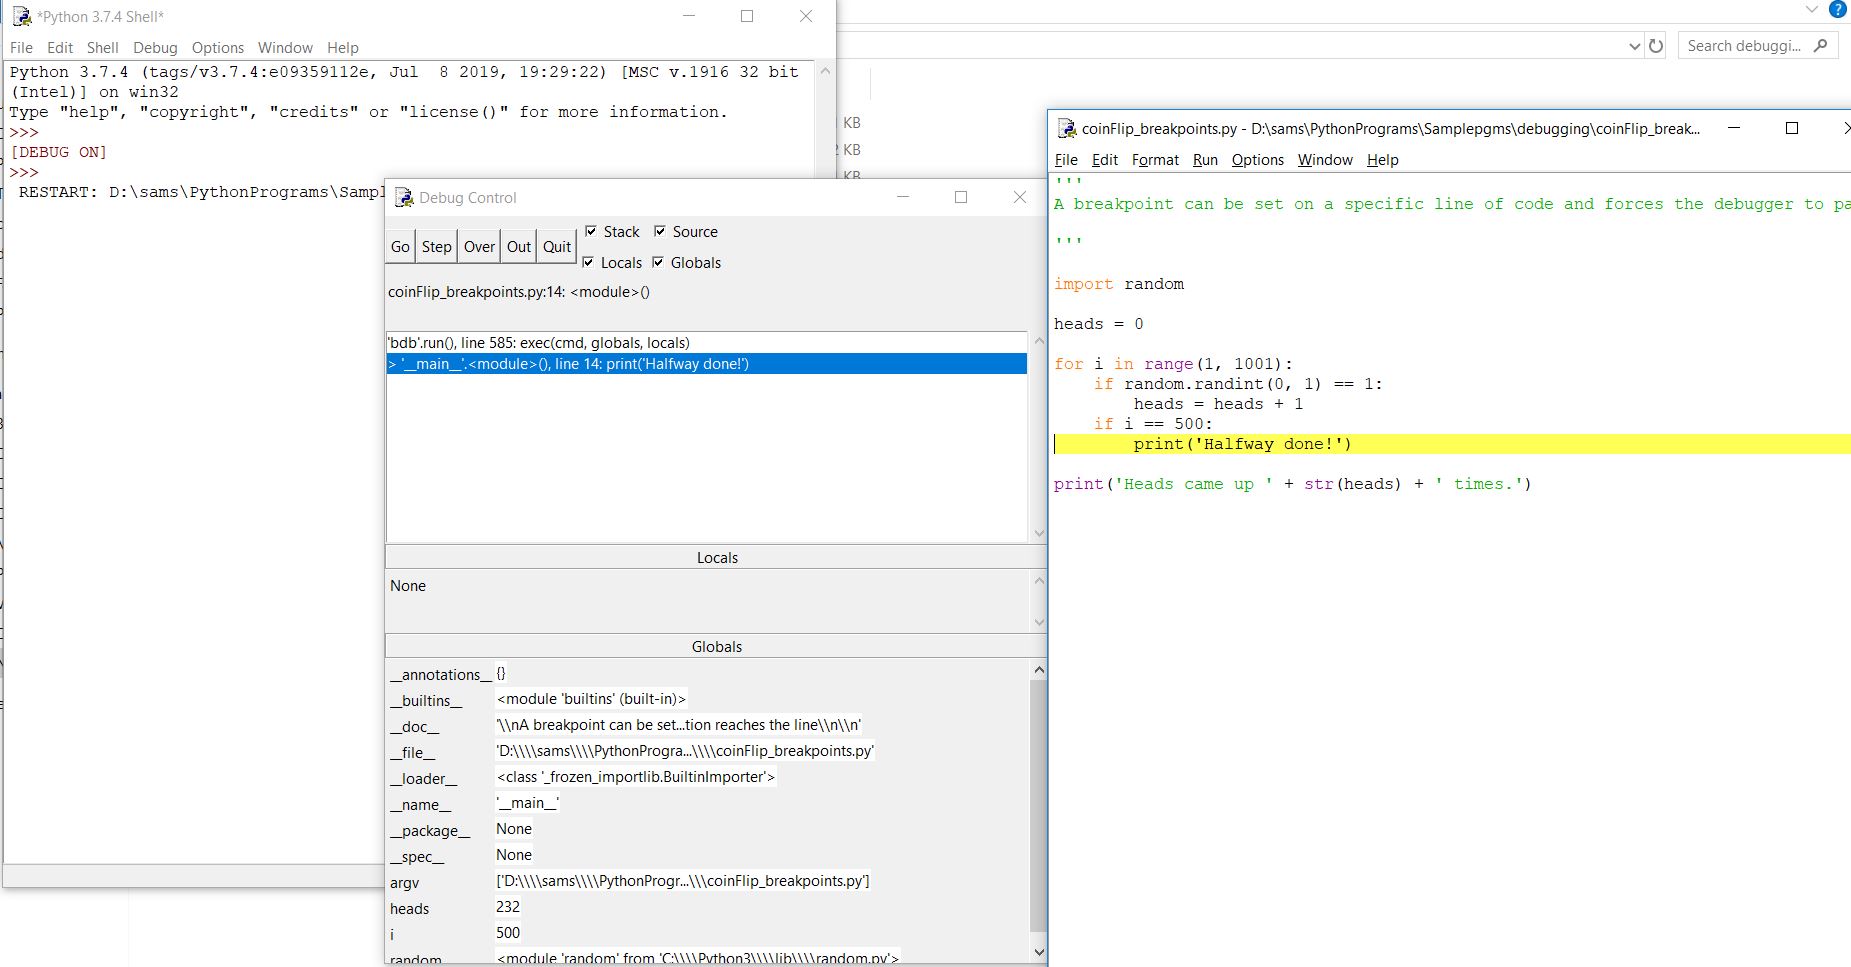 *Python 3.7.4 Shell*
File Edit Shell Debug Options Window Help
Python 3.7.4 (tags/v3.7.4:e09359112e, Jul  8 2019, 19:29:22) [MSC v.1916 32 bit
(Intel)] on win32
Type "help", "copyright", "credits" or "license()" for more information.
>>>
[DEBUG ON]
>>>
 RESTART: D:\sams\PythonPrograms\Sampl
Search debuggi...
KB
KB
KB
Debug Control
Go Step Over Out Quit
Stack Source
Locals Globals
coinFlip_breakpoints.py:14: <module>()
'bdb'.run(), line 585: exec(cmd, globals, locals)
> '__main__'.<module>(), line 14: print('Halfway done!')
Locals
None
Globals
__annotations__ {}
__builtins__ <module 'builtins' (built-in)>
__doc__ '\\nA breakpoint can be set...tion reaches the line\\n\\n'
__file__ 'D:\\\\sams\\\\PythonProgra...\\\\coinFlip_breakpoints.py'
__loader__ <class '_frozen_importlib.BuiltinImporter'>
__name__ '__main__'
__package__ None
__spec__ None
argv ['D:\\\\sams\\\\PythonProgr...\\\coinFlip_breakpoints.py']
heads 232
i 500
random <module 'random' from 'C:\\\\Python3\\\\lib\\\\random.py'>
coinFlip_breakpoints.py - D:\sams\PythonPrograms\Samplepgms\debugging\coinFlip_break...
File Edit Format Run Options Window Help
'''
A breakpoint can be set on a specific line of code and forces the debugger to pa
'''
import random
heads = 0
for i in range(1, 1001):
    if random.randint(0, 1) == 1:
        heads = heads + 1
    if i == 500:
        print('Halfway done!')
print('Heads came up ' + str(heads) + ' times.')